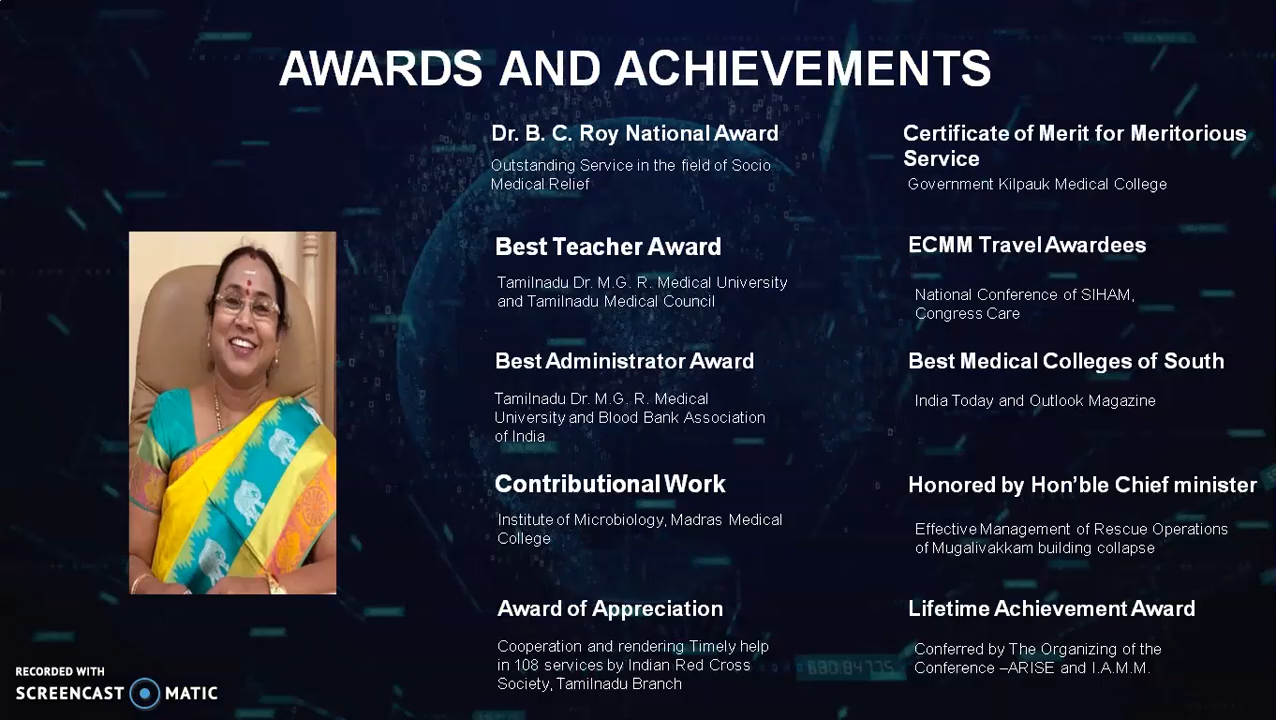 AWARDS AND ACHIEVEMENTS
Dr. B. C. Roy National Award
Outstanding Service in the field of Socio
Medical Relief
Best Teacher Award
Tamilnadu Dr. M.G. R. Medical University
and Tamilnadu Medical Council
Best Administrator Award
Tamilnadu Dr. M.G. R. Medical
University and Blood Bank Association
of India
Contributional Work
Institute of Microbiology, Madras Medical
College
Award of Appreciation
Cooperation and rendering Timely help
in 108 services by Indian Red Cross
Society, Tamilnadu Branch
Certificate of Merit for Meritorious
Service
Government Kilpauk Medical College
ECMM Travel Awardees
National Conference of SIHAM,
Congress Care
Best Medical Colleges of South
India Today and Outlook Magazine
Honored by Hon’ble Chief minister
Effective Management of Rescue Operations
of Mugalivakkam building collapse
Lifetime Achievement Award
Conferred by The Organizing of the
Conference –ARISE and I.A.M.M.
RECORDED WITH
SCREENCAST MATIC